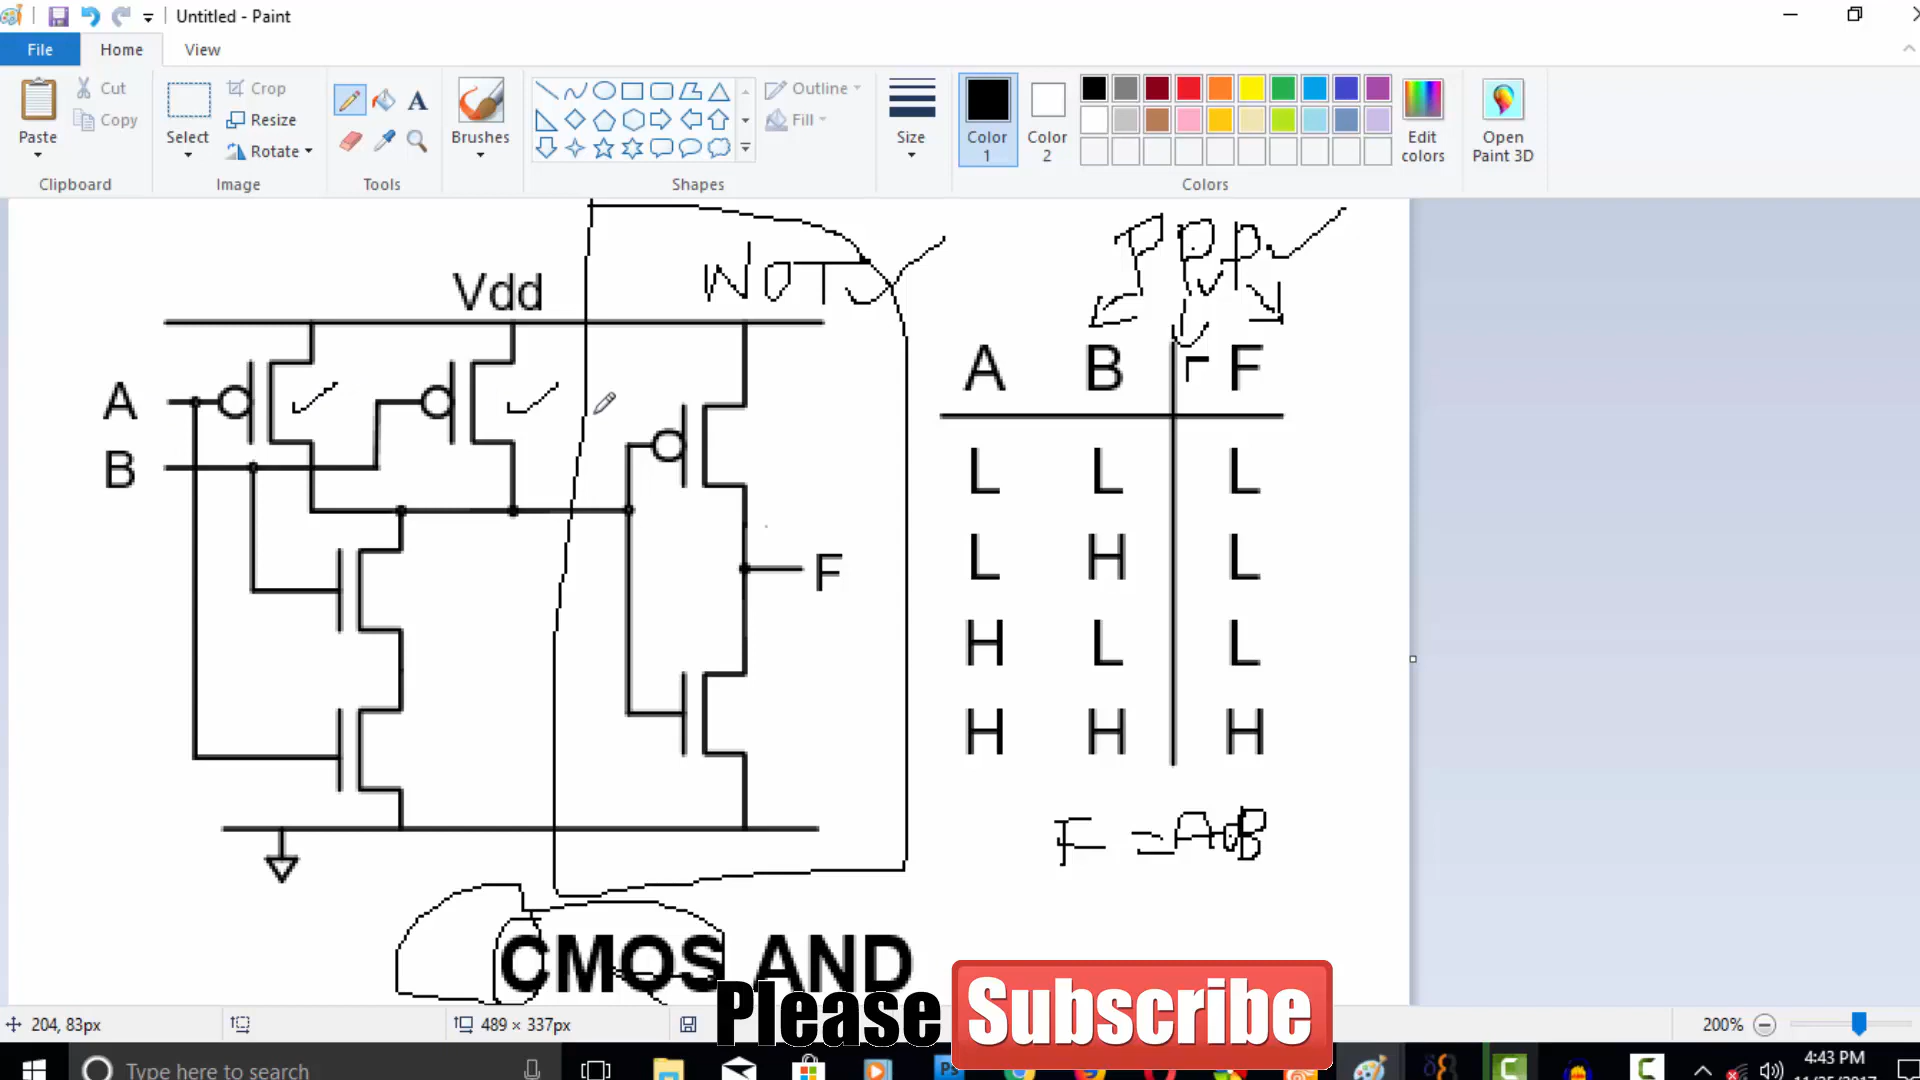 Untitled - Paint
File Home View
Paste Cut Copy
Clipboard
Select Crop Resize Rotate
Image
A
Tools
Brushes
Outline
Fill
Shapes
Size
Color 1
Color 2
Edit colors
Open Paint 3D
Colors
NOT
Vdd
A
B
F
A B F
L L L
L H L
H L L
H H H
F = A.B
CMOS AND
Please Subscribe
204, 83px
489 × 337px
200%
Type here to search
4:43 PM